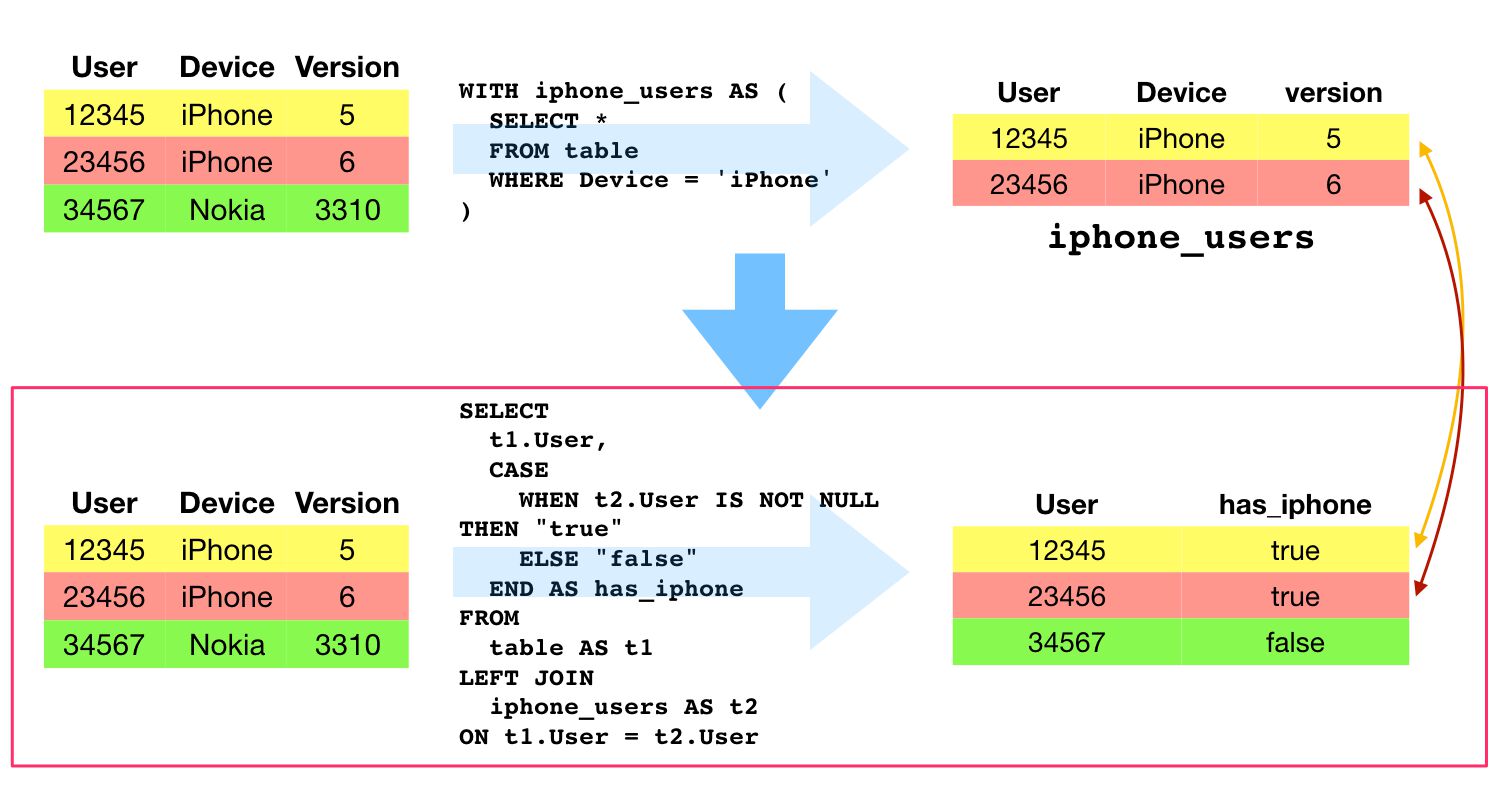 User Device Version
12345 iPhone 5
23456 iPhone 6
34567 Nokia 3310
WITH iphone_users AS (
  SELECT *
  FROM table
  WHERE Device = 'iPhone'
)
User Device version
12345 iPhone 5
23456 iPhone 6
iphone_users
User Device Version
12345 iPhone 5
23456 iPhone 6
34567 Nokia 3310
SELECT
  t1.User,
  CASE
    WHEN t2.User IS NOT NULL
THEN "true"
    ELSE "false"
  END AS has_iphone
FROM
  table AS t1
LEFT JOIN
  iphone_users AS t2
ON t1.User = t2.User
User has_iphone
12345 true
23456 true
34567 false